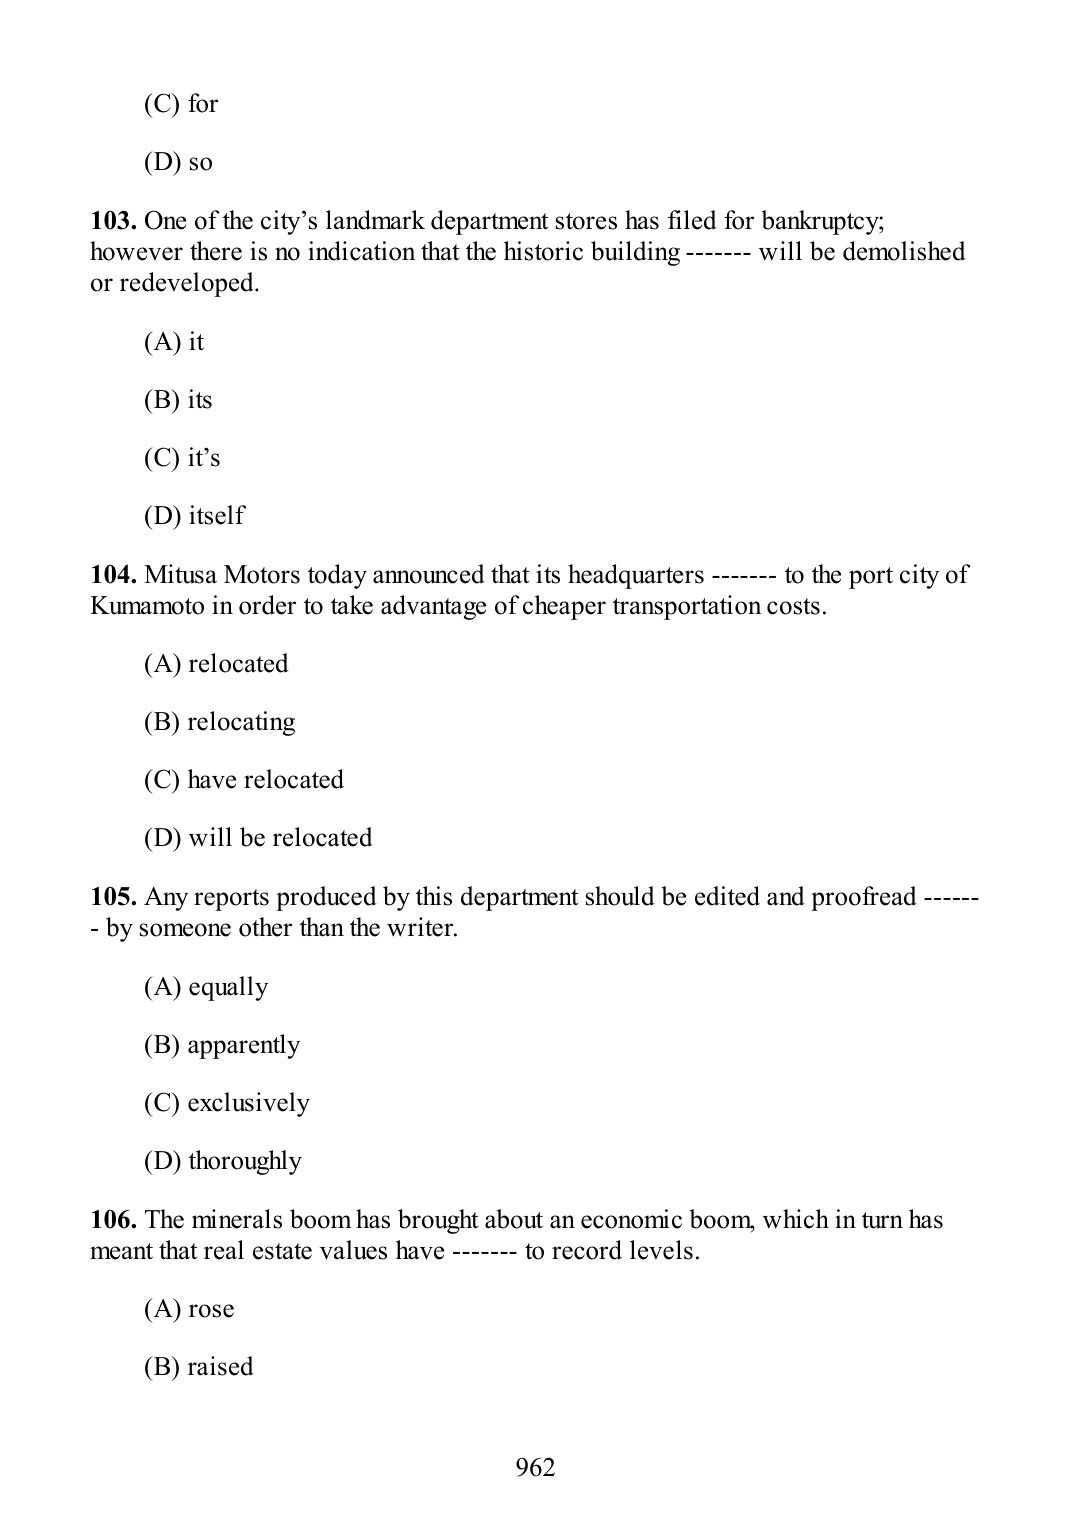 (C) for
(D) so
103. One of the city’s landmark department stores has filed for bankruptcy;
however there is no indication that the historic building ------- will be demolished
or redeveloped.
(A) it
(B) its
(C) it’s
(D) itself
104. Mitusa Motors today announced that its headquarters ------- to the port city of
Kumamoto in order to take advantage of cheaper transportation costs.
(A) relocated
(B) relocating
(C) have relocated
(D) will be relocated
105. Any reports produced by this department should be edited and proofread ------
- by someone other than the writer.
(A) equally
(B) apparently
(C) exclusively
(D) thoroughly
106. The minerals boom has brought about an economic boom, which in turn has
meant that real estate values have ------- to record levels.
(A) rose
(B) raised
962